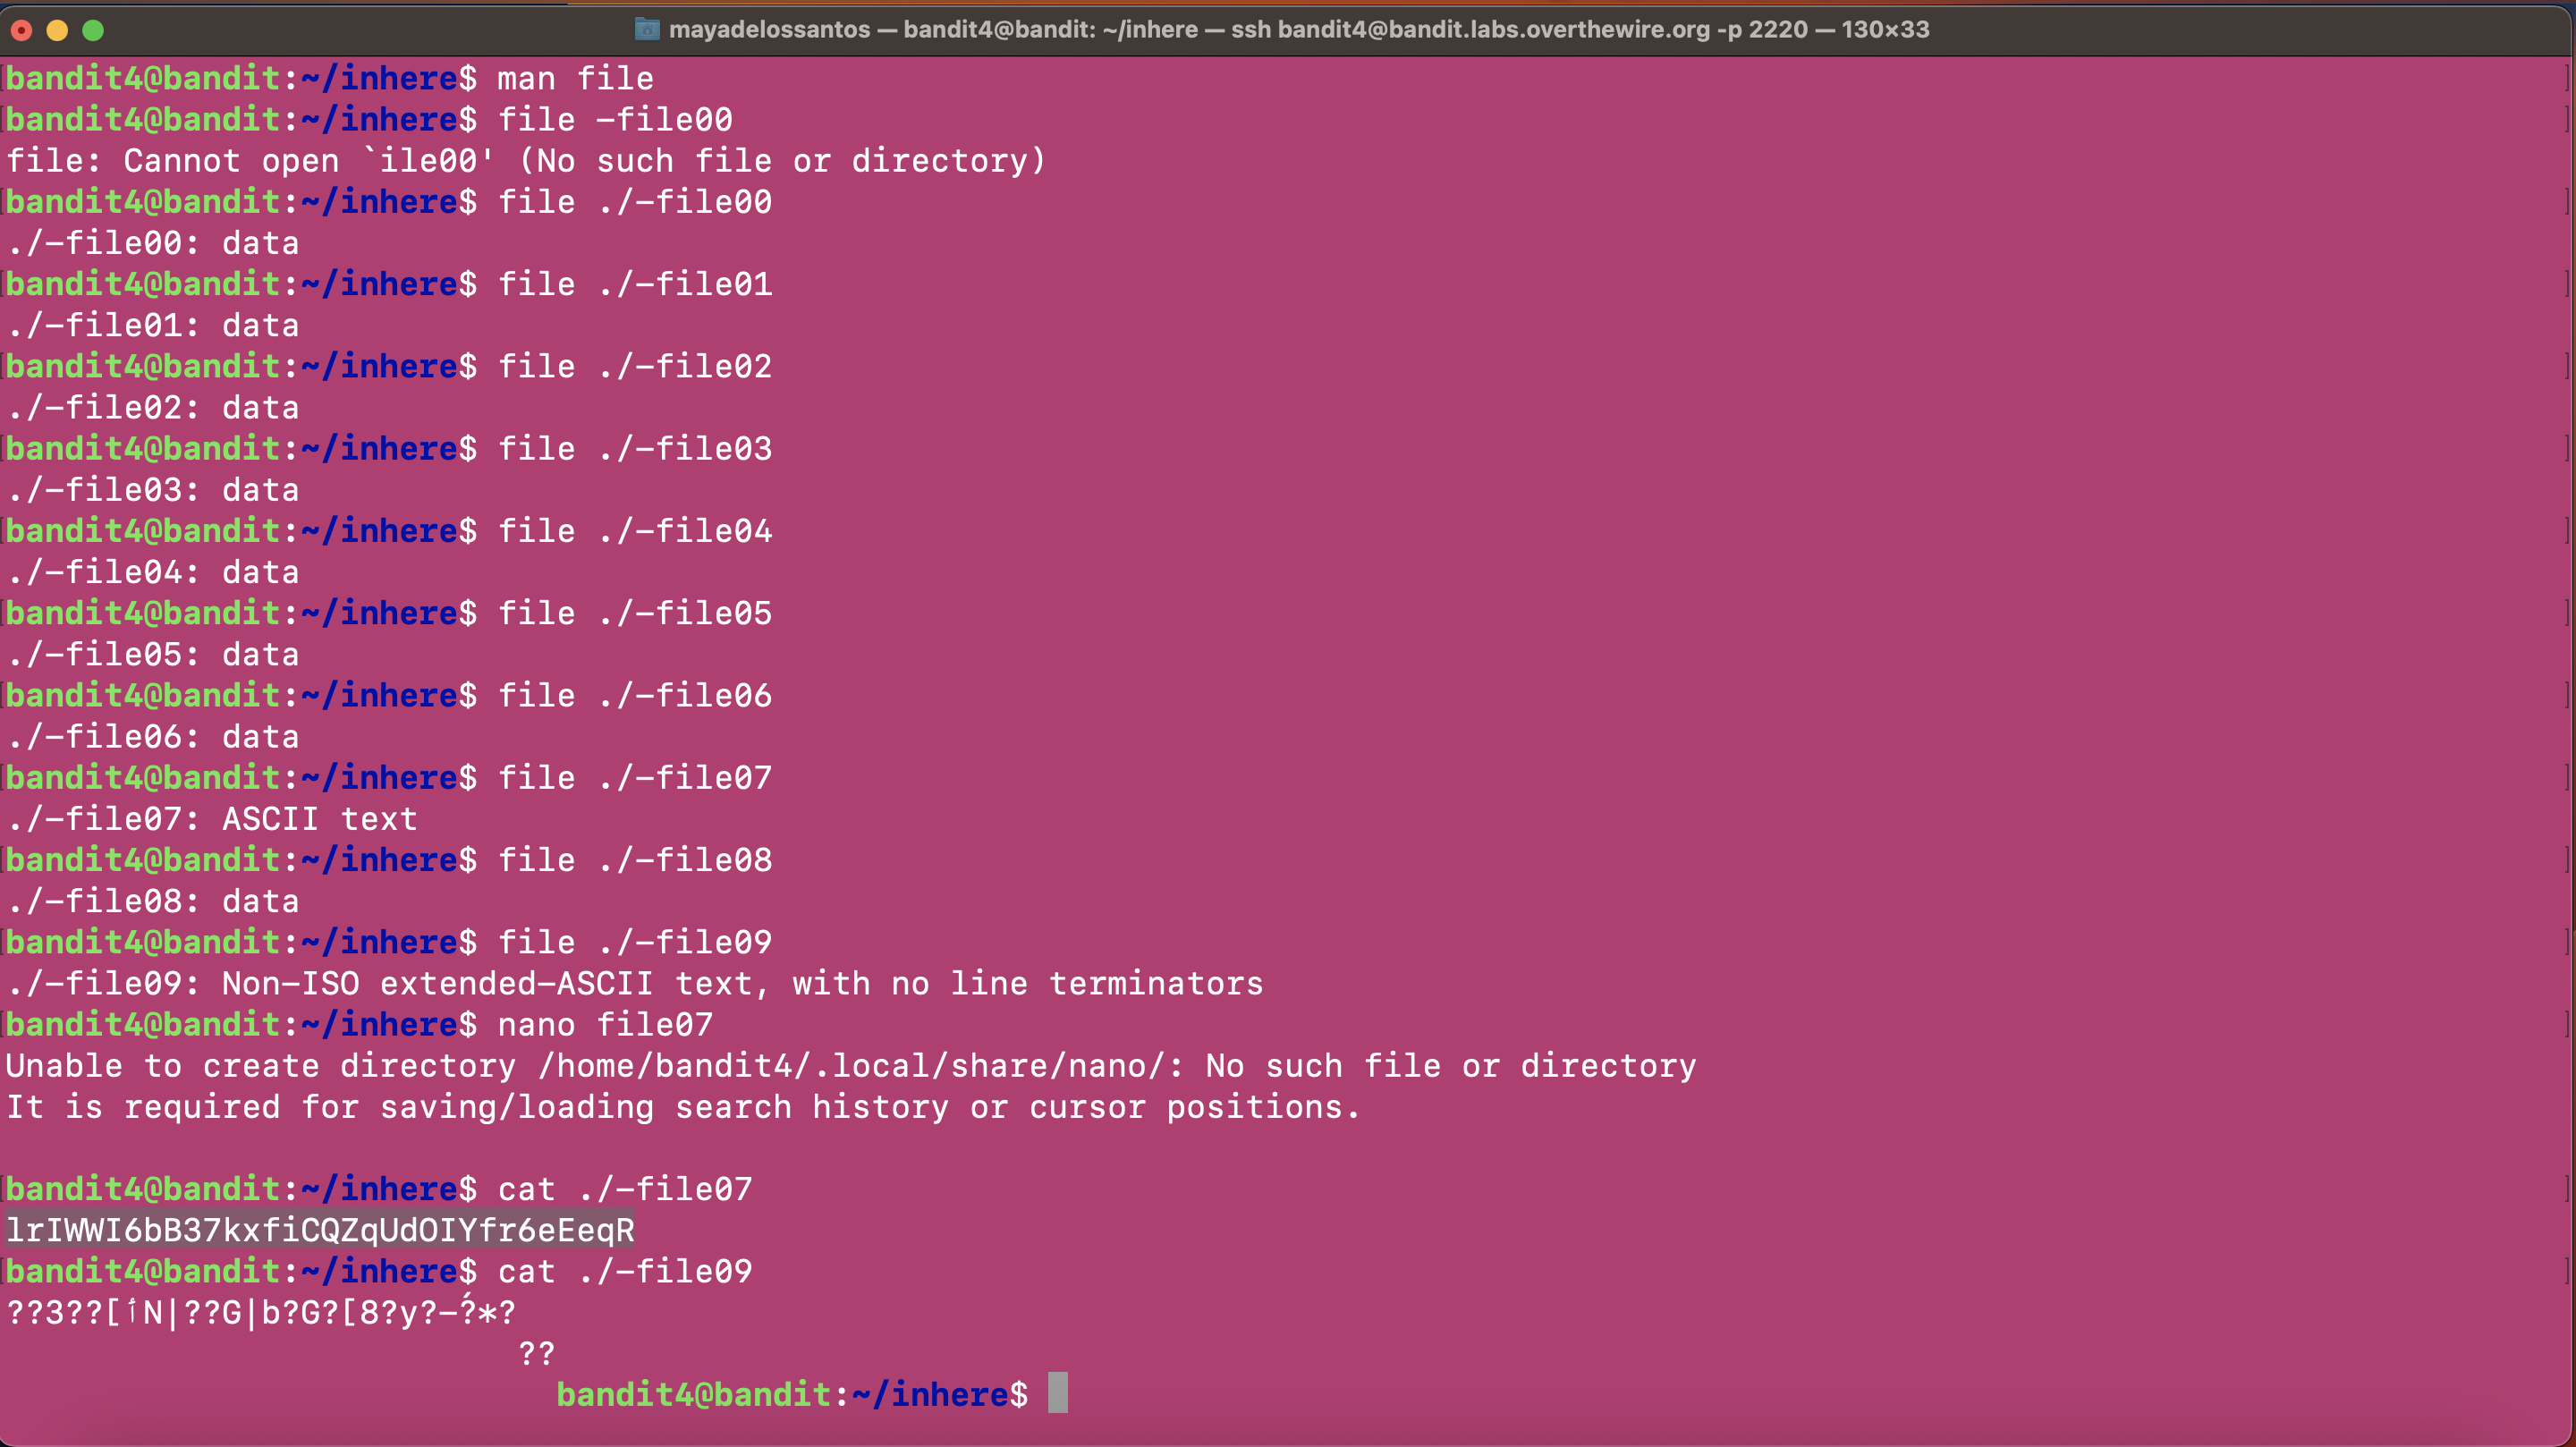 mayadelossantos — bandit4@bandit: ~/inhere — ssh bandit4@bandit.labs.overthewire.org -p 2220 — 130×33
bandit4@bandit:~/inhere$ man file
bandit4@bandit:~/inhere$ file -file00
file: Cannot open `ile00' (No such file or directory)
bandit4@bandit:~/inhere$ file ./-file00
./-file00: data
bandit4@bandit:~/inhere$ file ./-file01
./-file01: data
bandit4@bandit:~/inhere$ file ./-file02
./-file02: data
bandit4@bandit:~/inhere$ file ./-file03
./-file03: data
bandit4@bandit:~/inhere$ file ./-file04
./-file04: data
bandit4@bandit:~/inhere$ file ./-file05
./-file05: data
bandit4@bandit:~/inhere$ file ./-file06
./-file06: data
bandit4@bandit:~/inhere$ file ./-file07
./-file07: ASCII text
bandit4@bandit:~/inhere$ file ./-file08
./-file08: data
bandit4@bandit:~/inhere$ file ./-file09
./-file09: Non-ISO extended-ASCII text, with no line terminators
bandit4@bandit:~/inhere$ nano file07
Unable to create directory /home/bandit4/.local/share/nano/: No such file or directory
It is required for saving/loading search history or cursor positions.
bandit4@bandit:~/inhere$ cat ./-file07
lrIWWI6bB37kxfiCQZqUdOIYfr6eEeqR
bandit4@bandit:~/inhere$ cat ./-file09
??3??[أN|??G|b?G?[8?y?-?́*?
??
bandit4@bandit:~/inhere$